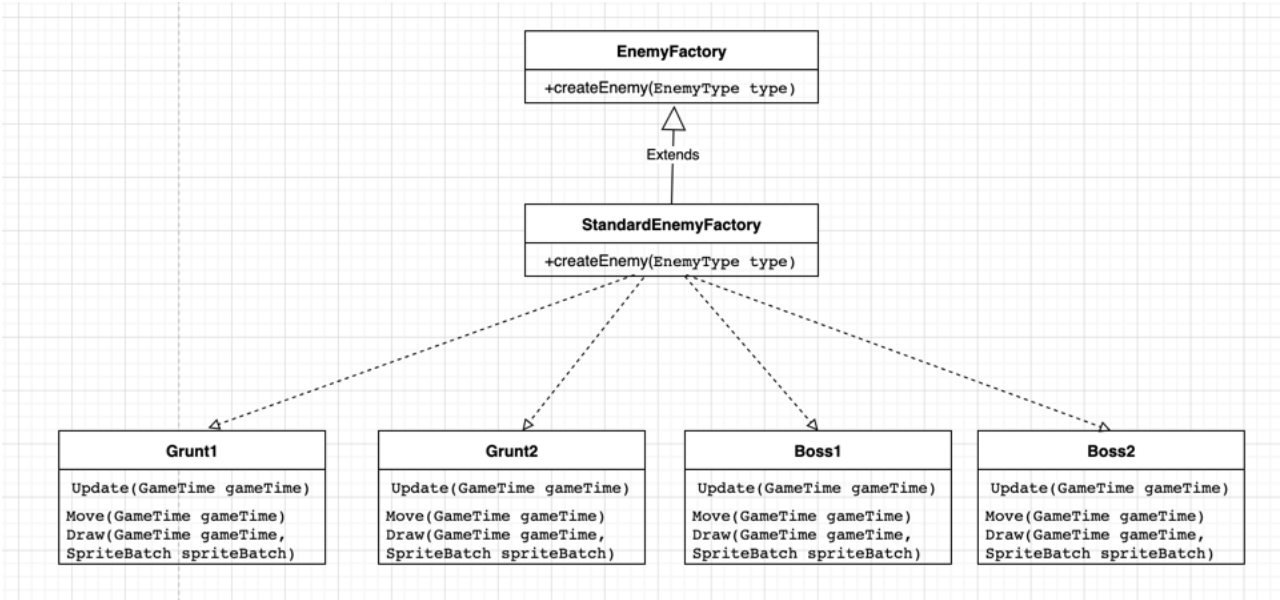 EnemyFactory
+createEnemy(EnemyType type)
Extends
StandardEnemyFactory
+createEnemy(EnemyType type)
Grunt1
Update(GameTime gameTime)
Move(GameTime gameTime)
Draw(GameTime gameTime,
SpriteBatch spriteBatch)
Grunt2
Update(GameTime gameTime)
Move(GameTime gameTime)
Draw(GameTime gameTime,
SpriteBatch spriteBatch)
Boss1
Update(GameTime gameTime)
Move(GameTime gameTime)
Draw(GameTime gameTime,
SpriteBatch spriteBatch)
Boss2
Update(GameTime gameTime)
Move(GameTime gameTime)
Draw(GameTime gameTime,
SpriteBatch spriteBatch)